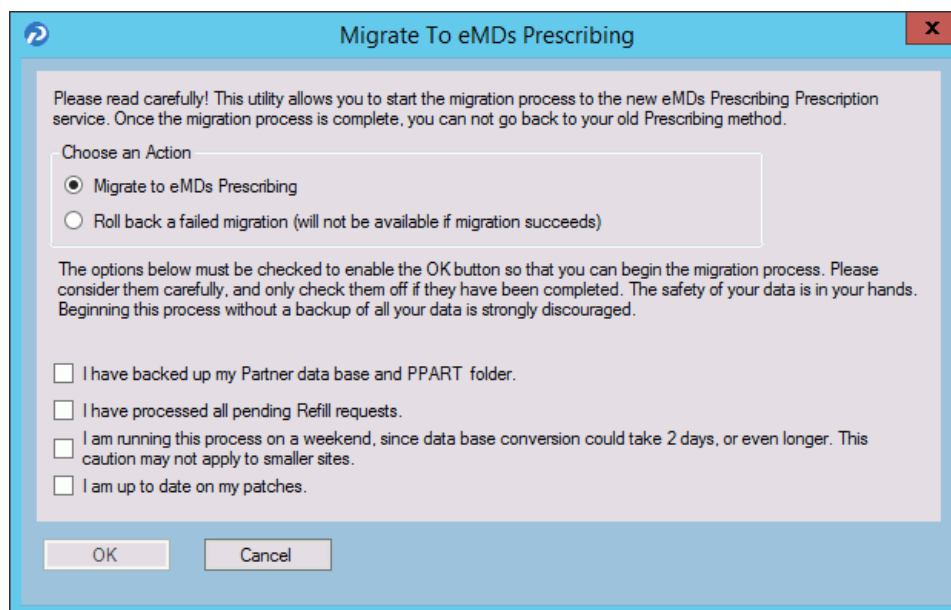 Migrate To eMDs Prescribing
x
Please read carefully! This utility allows you to start the migration process to the new eMDs Prescribing Prescription
service. Once the migration process is complete, you can not go back to your old Prescribing method.
Choose an Action
Migrate to eMDs Prescribing
Roll back a failed migration (will not be available if migration succeeds)
The options below must be checked to enable the OK button so that you can begin the migration process. Please
consider them carefully, and only check them off if they have been completed. The safety of your data is in your hands.
Beginning this process without a backup of all your data is strongly discouraged.
I have backed up my Partner data base and PPART folder.
I have processed all pending Refill requests.
I am running this process on a weekend, since data base conversion could take 2 days, or even longer. This
caution may not apply to smaller sites.
I am up to date on my patches.
OK
Cancel